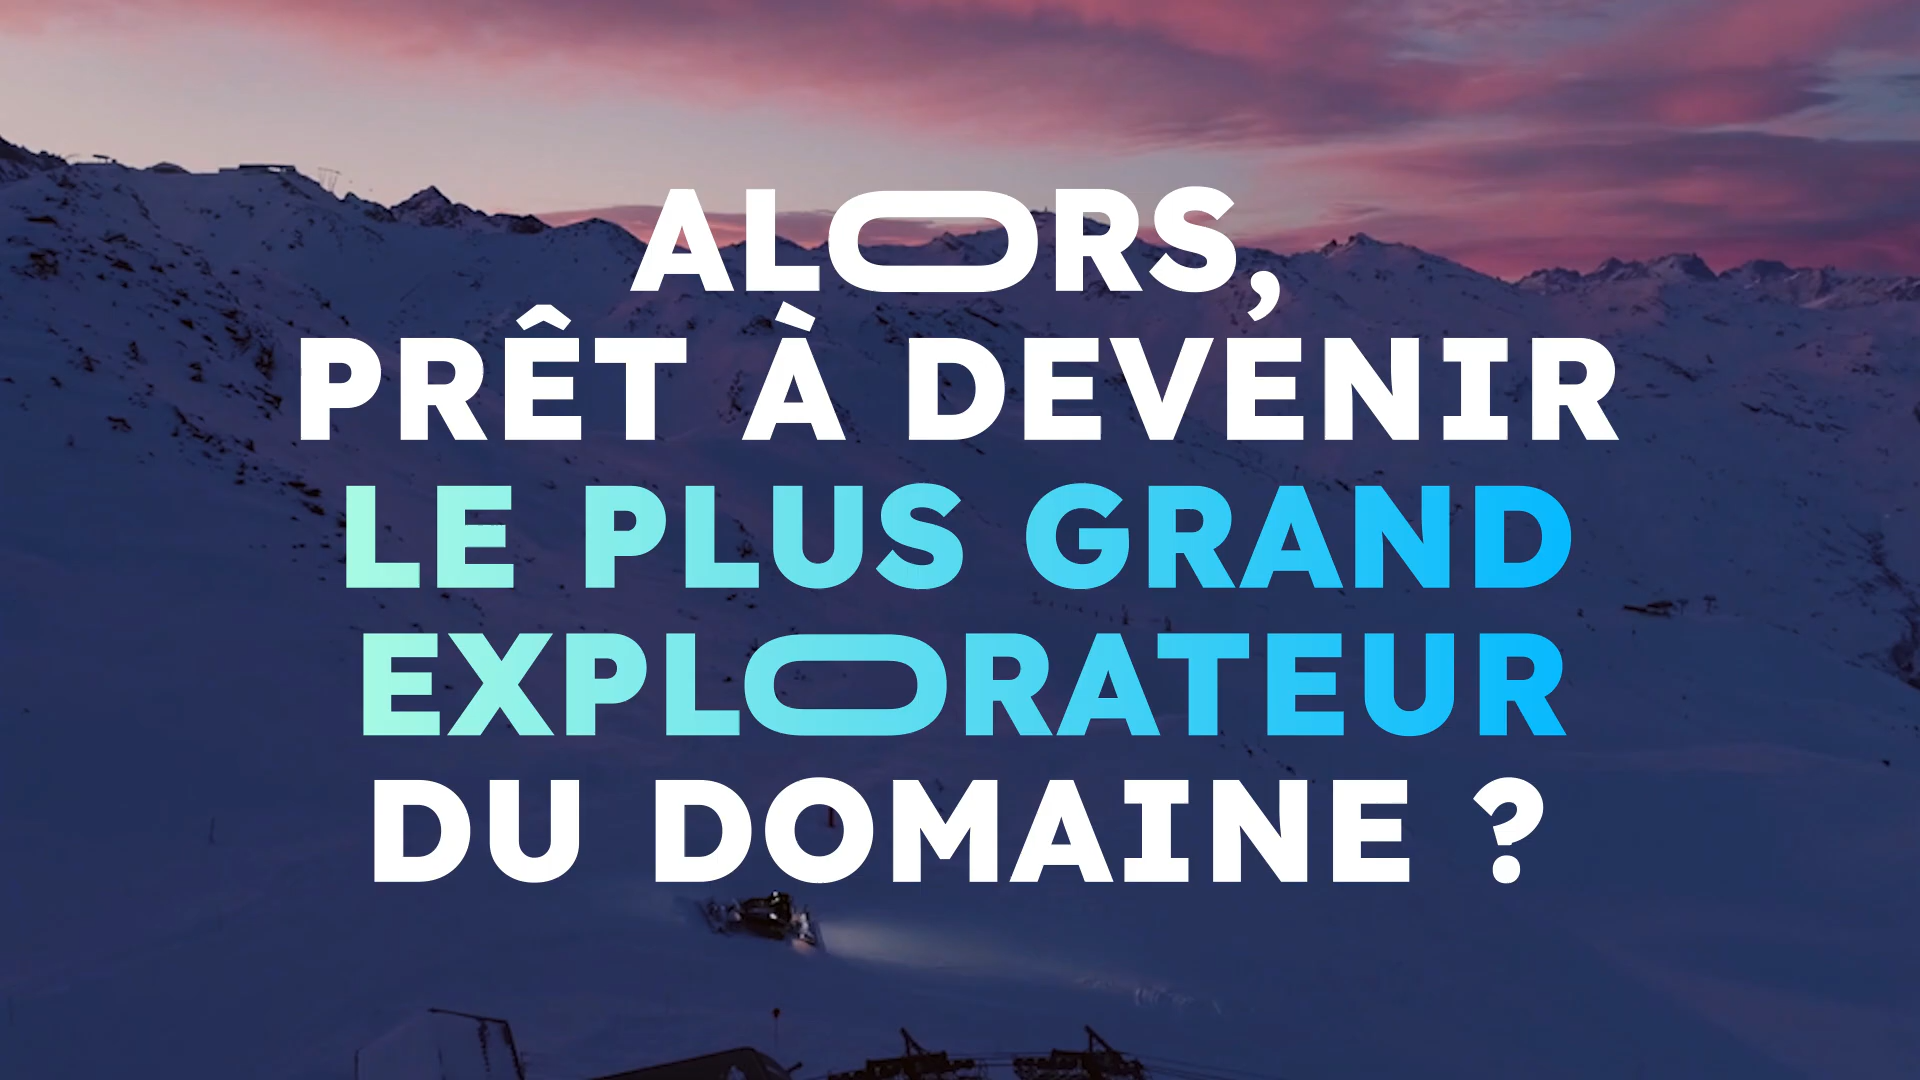 ALORS,
PRÊT À DEVENIR
LE PLUS GRAND
EXPLORATEUR
DU DOMAINE ?